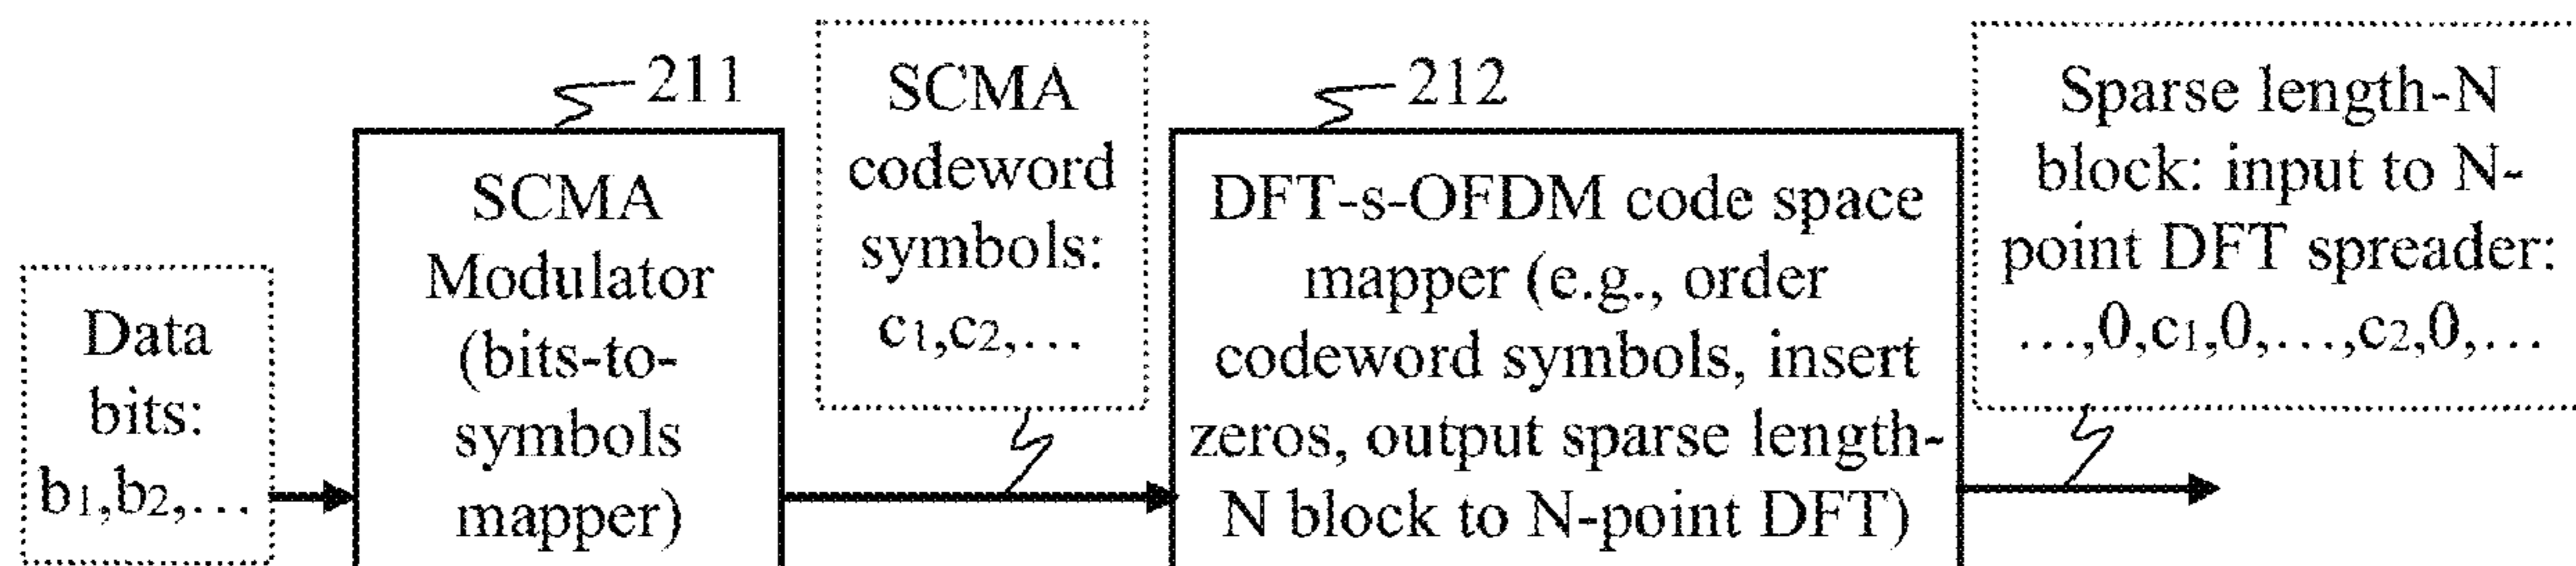 Data
bits:
b1,b2,…
211
SCMA
Modulator
(bits-to-
symbols
mapper)
SCMA
codeword
symbols:
c1,c2,…
212
DFT-s-OFDM code space
mapper (e.g., order
codeword symbols, insert
zeros, output sparse length-
N block to N-point DFT)
Sparse length-N
block: input to N-
point DFT spreader:
…,0,c1,0,…,c2,0,…